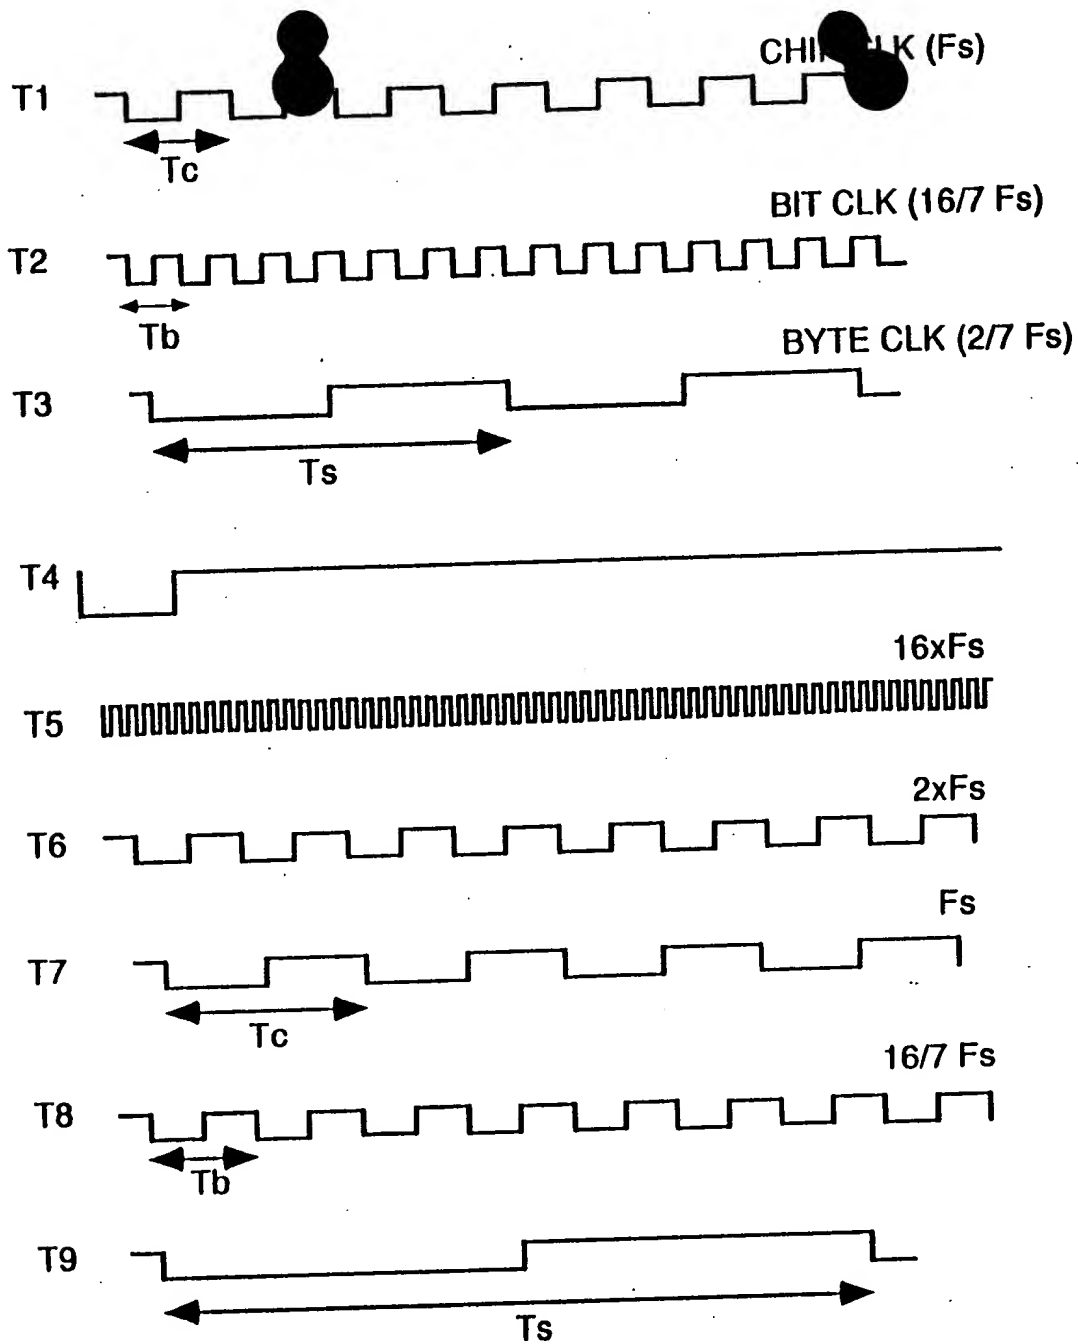 CLK (Fs)
T1
Tc
BIT CLK (16/7 Fs)
T2
Tb
BYTE CLK (2/7 Fs)
T3
Ts
T4
16xFs
T5
2xFs
T6
Fs
T7
Tc
16/7 Fs
T8
Tb
T9
Ts